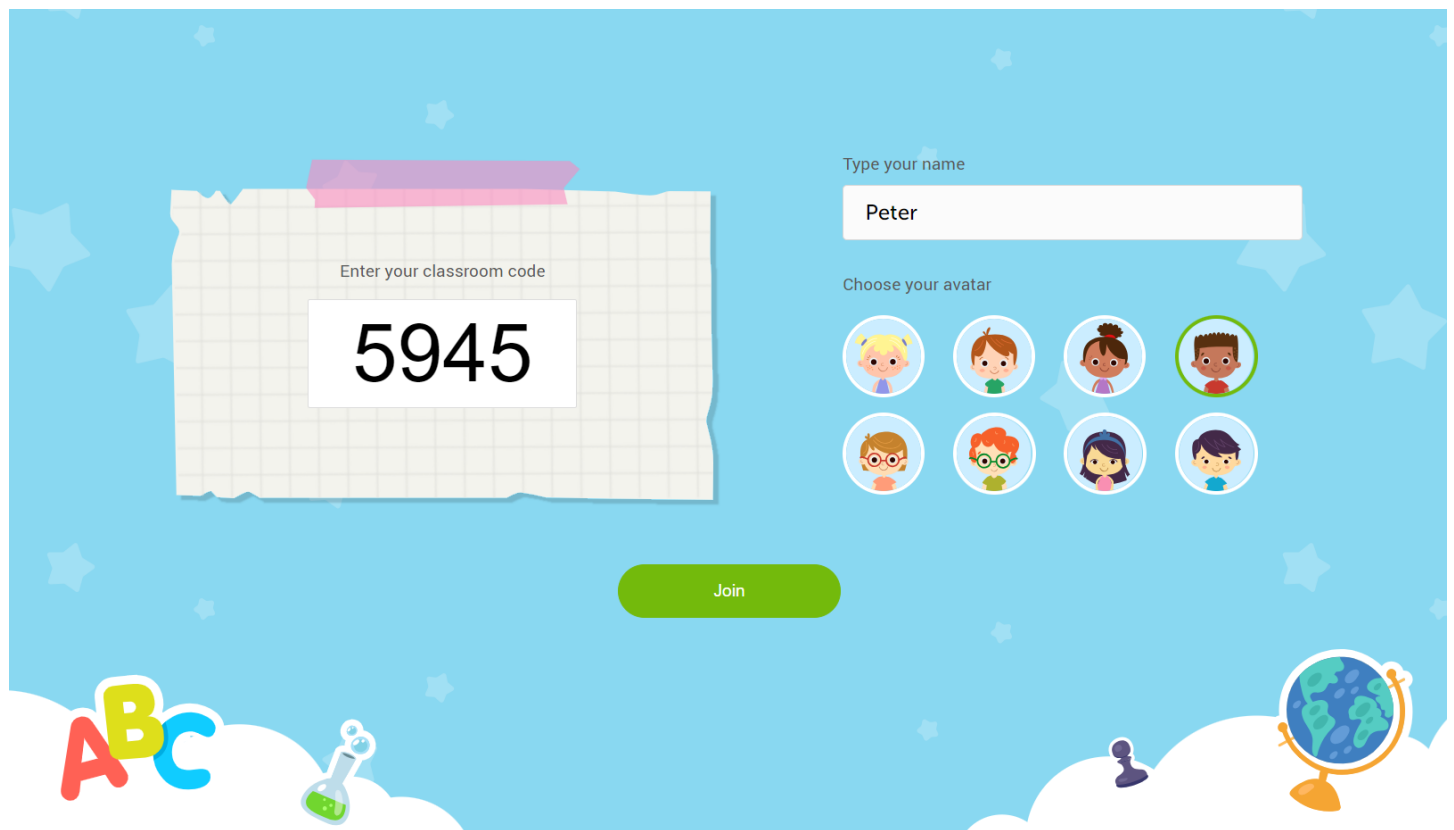 Enter your classroom code
5945
Type your name
Peter
Choose your avatar
Join
ABC